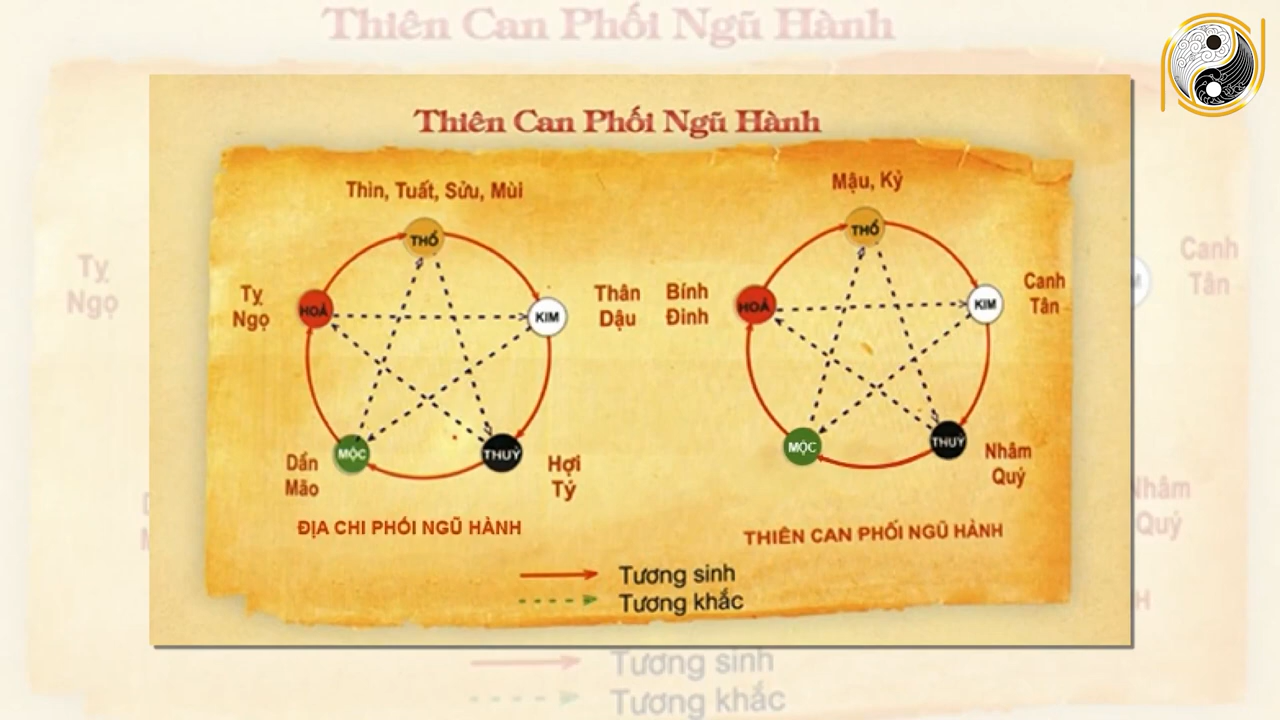 Thiên Can Phối Ngũ Hành
Thiên Can Phối Ngũ Hành
Thìn, Tuất, Sửu, Mùi
THỔ
Tỵ
Ngọ
HOẢ
KIM
Thân
Dậu
Dần
Mão
MỘC
THUỶ
Hợi
Tý
ĐỊA CHI PHỐI NGŨ HÀNH
Mậu, Kỷ
THỔ
Bính
Đinh
HOẢ
KIM
Canh
Tân
MỘC
THUỶ
Nhâm
Quý
THIÊN CAN PHỐI NGŨ HÀNH
Tương sinh
Tương khắc
Tỵ
Ngọ
Canh
Tân
Nhâm
Quý
Tương sinh
Tương khắc